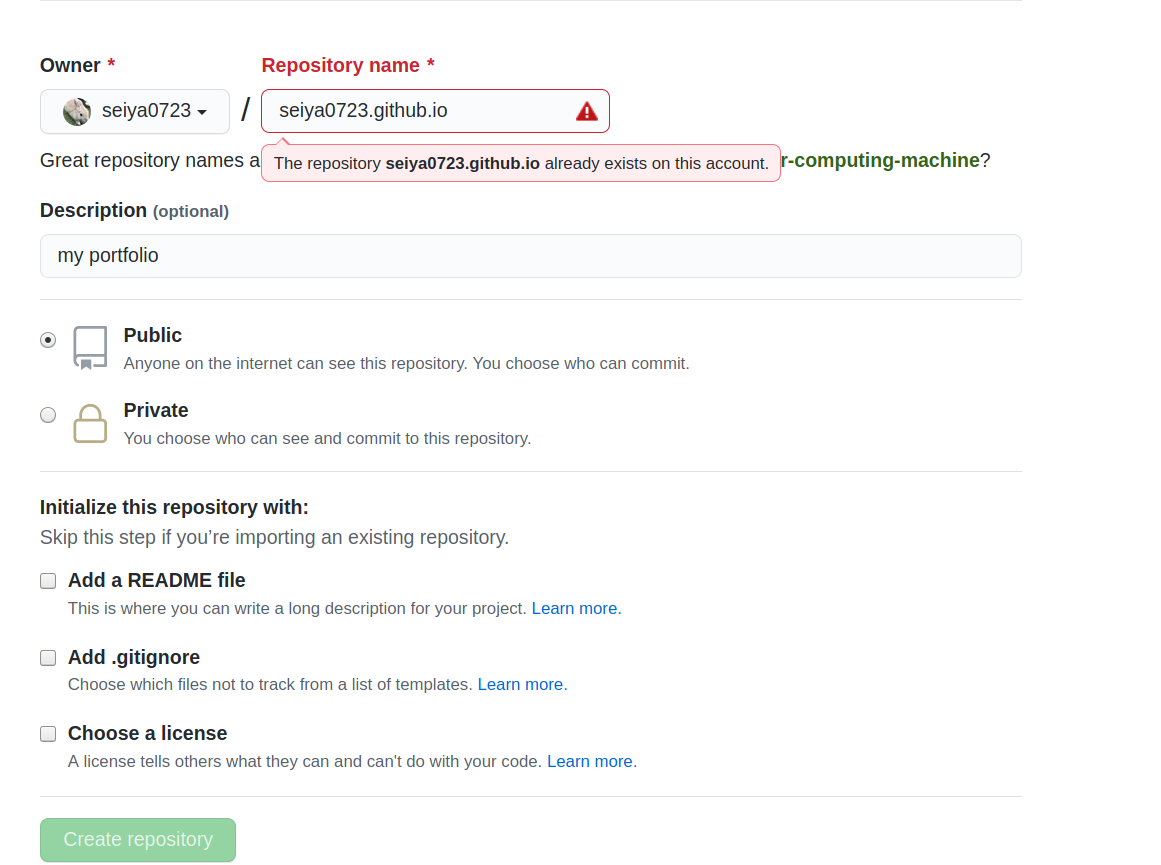 Owner * Repository name *
seiya0723 / seiya0723.github.io
Great repository names a r-computing-machine?
The repository seiya0723.github.io already exists on this account.
Description (optional)
my portfolio
Public
Anyone on the internet can see this repository. You choose who can commit.
Private
You choose who can see and commit to this repository.
Initialize this repository with:
Skip this step if you’re importing an existing repository.
Add a README file
This is where you can write a long description for your project. Learn more.
Add .gitignore
Choose which files not to track from a list of templates. Learn more.
Choose a license
A license tells others what they can and can't do with your code. Learn more.
Create repository